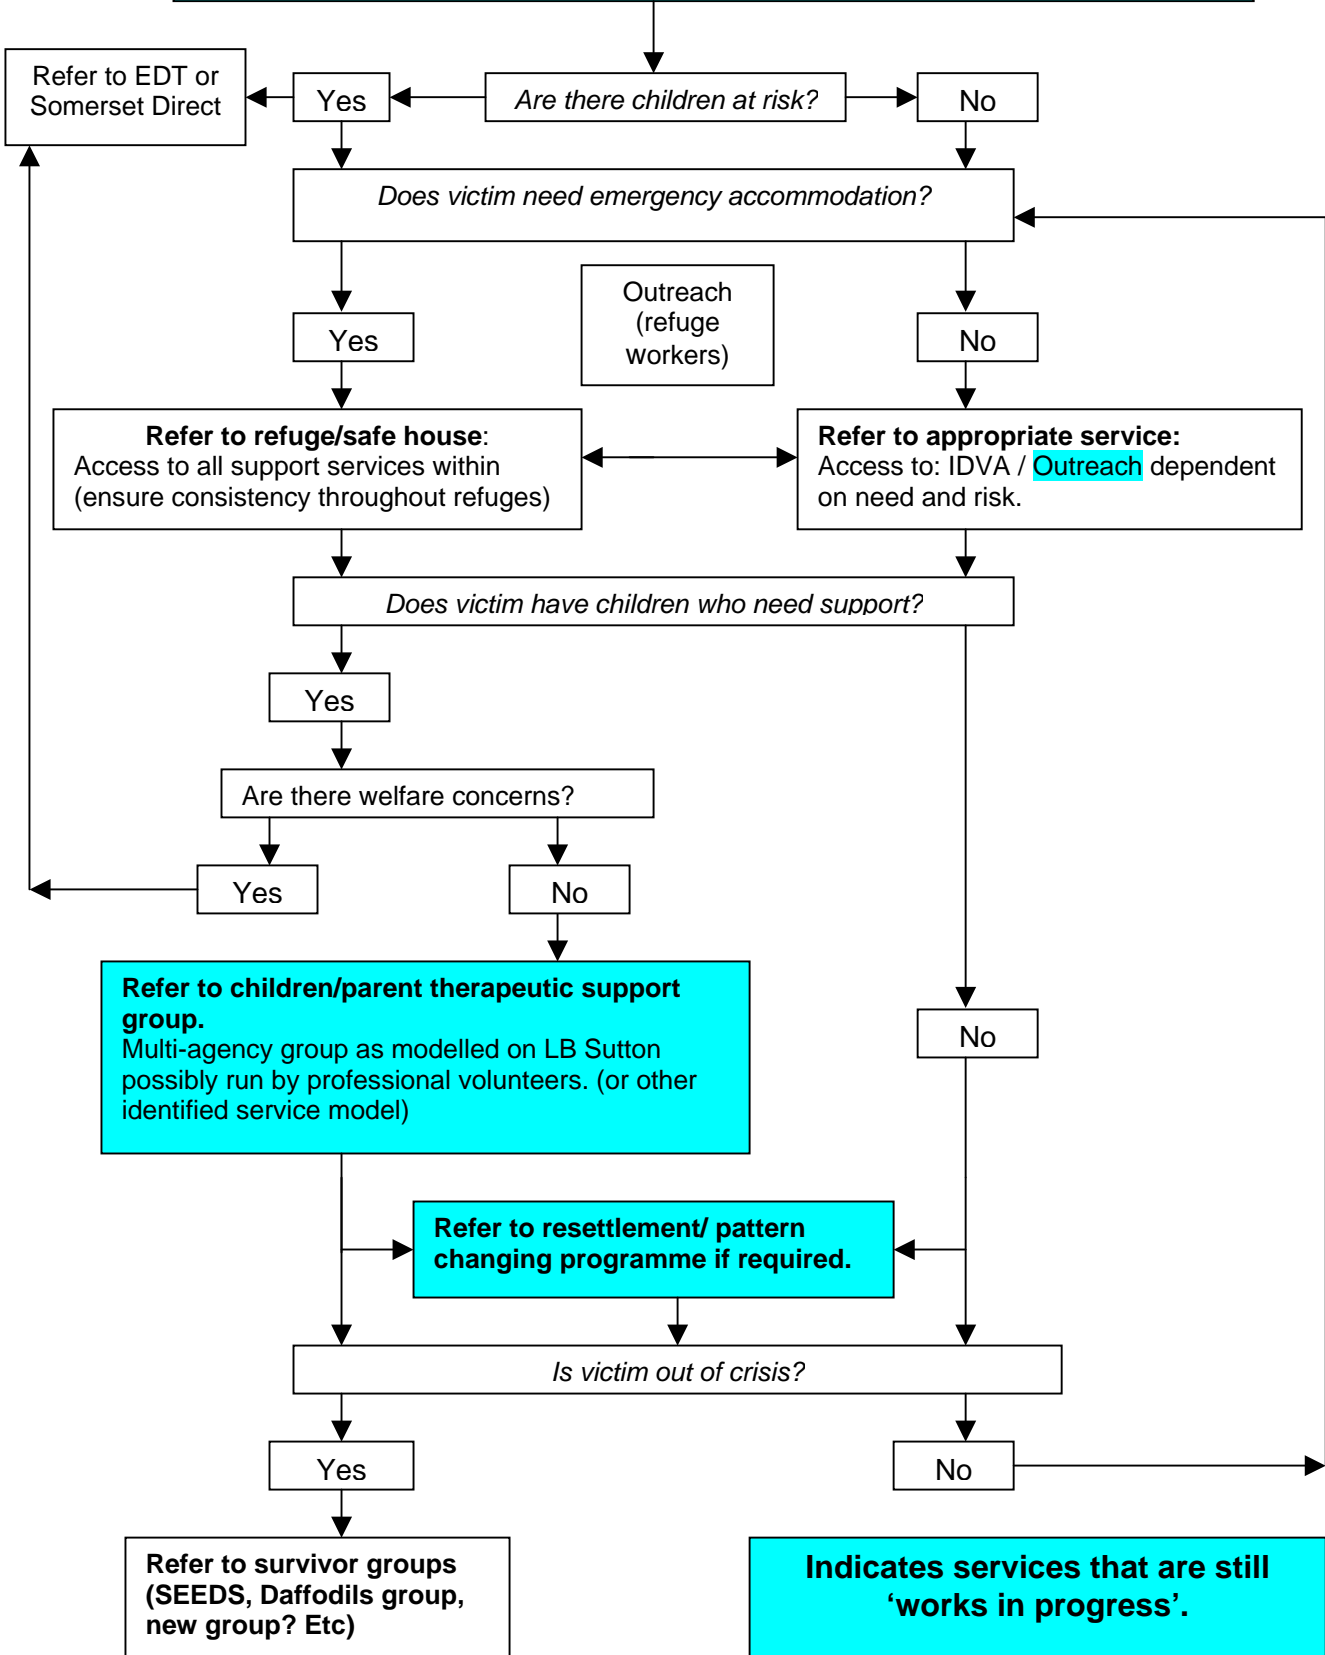 Refer to EDT or
Somerset Direct
Yes
Are there children at risk?
No
Does victim need emergency accommodation?
Outreach
(refuge
workers)
Yes
No
Refer to refuge/safe house:
Access to all support services within
(ensure consistency throughout refuges)
Refer to appropriate service:
Access to: IDVA / Outreach dependent
on need and risk.
Does victim have children who need support?
Yes
Are there welfare concerns?
Yes
No
Refer to children/parent therapeutic support
group.
Multi-agency group as modelled on LB Sutton
possibly run by professional volunteers. (or other
identified service model)
No
Refer to resettlement/ pattern
changing programme if required.
Is victim out of crisis?
Yes
No
Refer to survivor groups
(SEEDS, Daffodils group,
new group? Etc)
Indicates services that are still
‘works in progress’.